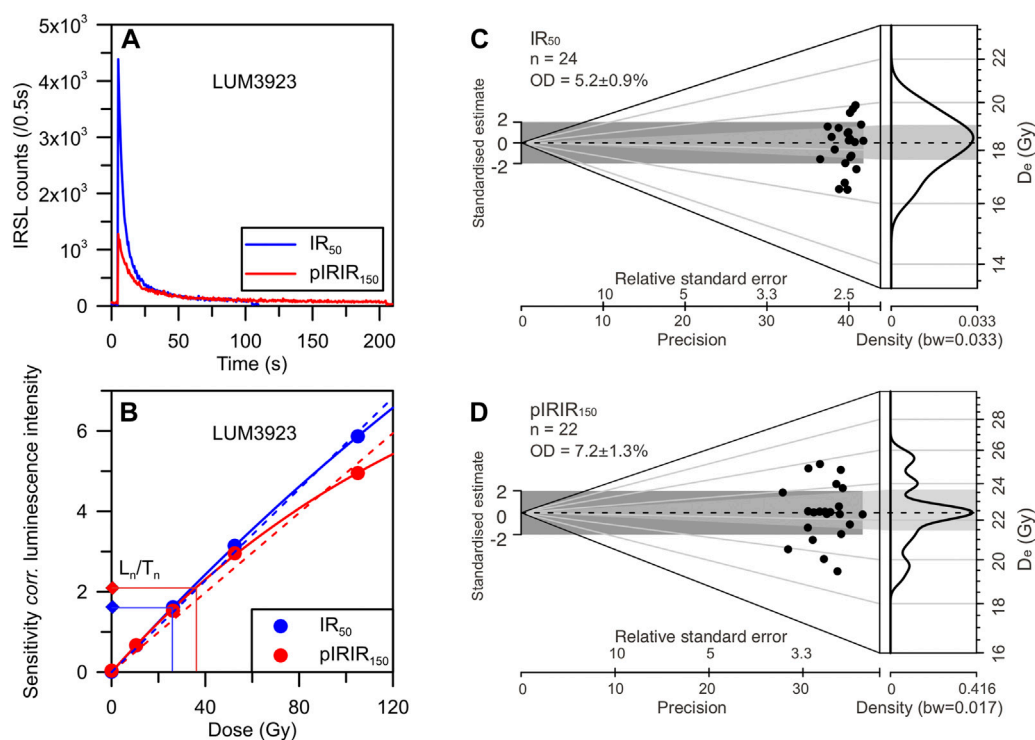 A
LUM3923
5x10³
4x10³
3x10³
2x10³
1x10³
0
IRSL counts (/0.5s)
IR₅₀
pIRIR₁₅₀
0 50 100 150 200
Time (s)
B
LUM3923
6
4
2
0
Sensitivity corr. luminescence intensity
Lₙ/Tₙ
IR₅₀
pIRIR₁₅₀
0 20 40 60 80 100 120
Dose (Gy)
C
IR₅₀
n = 24
OD = 5.2±0.9%
Standardised estimate
2
0
-2
Relative standard error
10 5 3.3 2.5
0 10 20 30 40
Precision
22
20
18
16
14
Dₑ (Gy)
0 0.033
Density (bw=0.033)
D
pIRIR₁₅₀
n = 22
OD = 7.2±1.3%
Standardised estimate
2
0
-2
Relative standard error
10 5 3.3
0 10 20 30
Precision
28
26
24
22
20
18
16
Dₑ (Gy)
0 0.416
Density (bw=0.017)